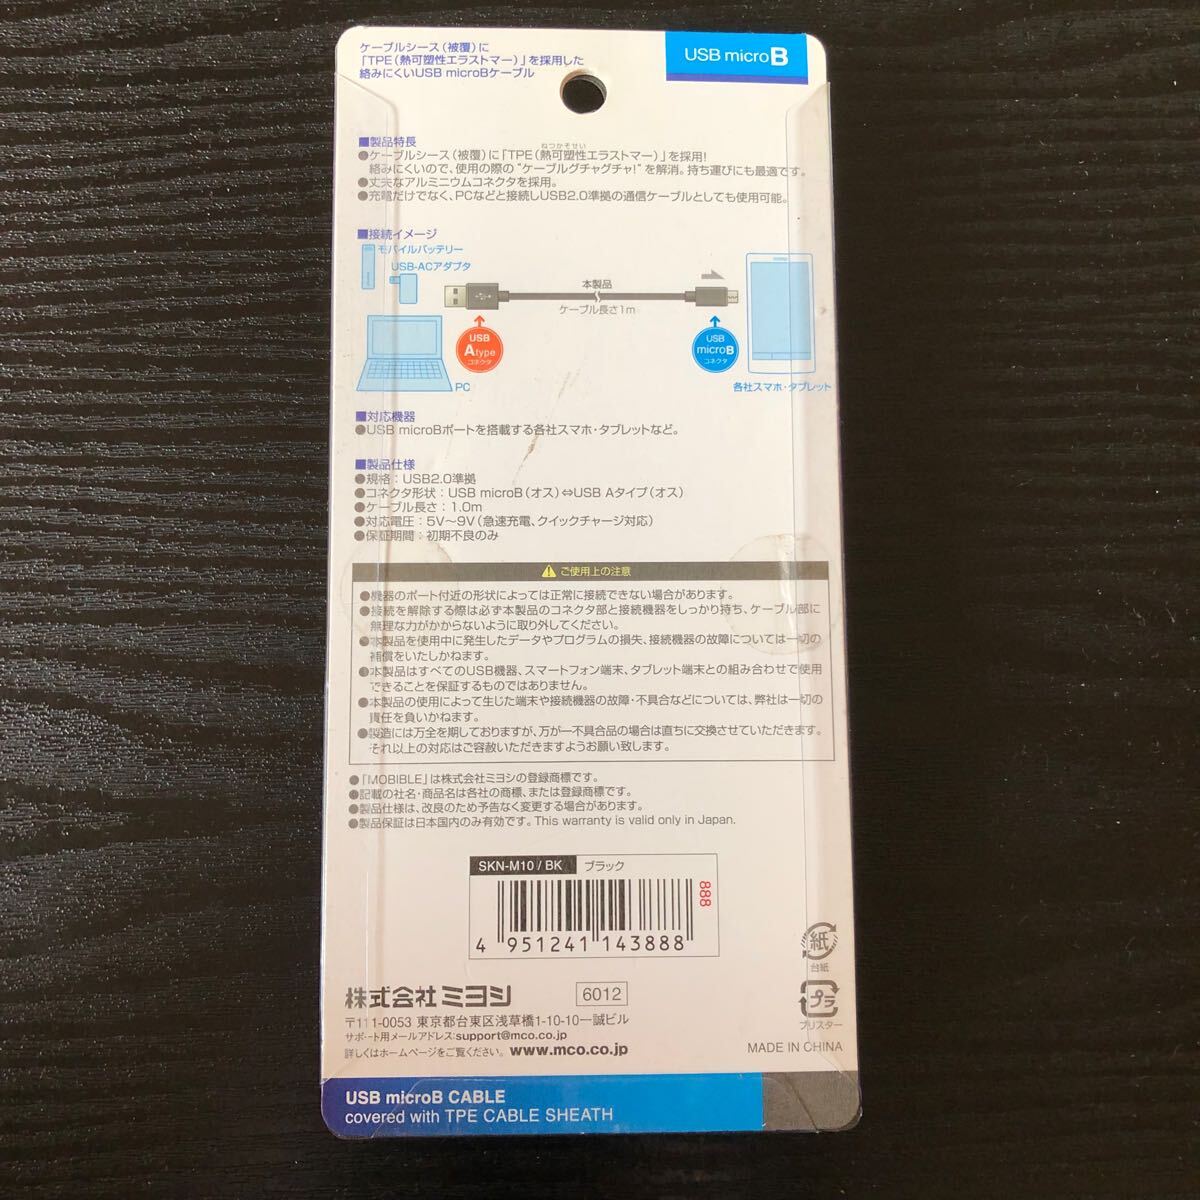 ケーブルシース(被覆)に
「TPE(熱可塑性エラストマー)」を採用した
絡みにくいUSB microBケーブル
USB microB
■製品特長
ねつかそせい
●ケーブルシース(被覆)に「TPE(熱可塑性エラストマー)」を採用!
絡みにくいので、使用の際の"ケーブルグチャグチャ!"を解消。持ち運びにも最適です。
●丈夫なアルミニウムコネクタを採用。
●充電だけでなく、PCなどと接続しUSB2.0準拠の通信ケーブルとしても使用可能。
■接続イメージ
モバイルバッテリー
USB-ACアダプタ
本製品
ケーブル長さ1m
USB
A type
コネクタ
USB
microB
コネクタ
PC
各社スマホ・タブレット
■対応機器
●USB microBポートを搭載する各社スマホ・タブレットなど。
■製品仕様
●規格:USB2.0準拠
●コネクタ形状:USB microB(オス)⇔USB Aタイプ(オス)
●ケーブル長さ:1.0m
●対応電圧:5V〜9V(急速充電、クイックチャージ対応)
●保証期間:初期不良のみ
⚠ ご使用上の注意
●機器のポート付近の形状によっては正常に接続できない場合があります。
●接続を解除する際は必ず本製品のコネクタ部と接続機器をしっかり持ち、ケーブル部に
無理な力がかからないように取り外してください。
●本製品を使用中に発生したデータやプログラムの損失、接続機器の故障については一切の
補償をいたしかねます。
●本製品はすべてのUSB機器、スマートフォン端末、タブレット端末との組み合わせで使用
できることを保証するものではありません。
●本製品の使用によって生じた端末や接続機器の故障・不具合などについては、弊社は一切の
責任を負いかねます。
●製造には万全を期しておりますが、万が一不具合品の場合は直ちに交換させていただきます。
それ以上の対応はご容赦いただきますようお願い致します。
●「MOBIBLE」は株式会社ミヨシの登録商標です。
●記載の社名・商品名は各社の商標、または登録商標です。
●製品仕様は、改良のため予告なく変更する場合があります。
●製品保証は日本国内のみ有効です。This warranty is valid only in Japan.
SKN-M10 / BK ブラック
888
4 951241 143888
紙
台紙
プラ
ブリスター
株式会社ミヨシ 6012
〒111-0053 東京都台東区浅草橋1-10-10一誠ビル
サポート用メールアドレス:support@mco.co.jp
詳しくはホームページをご覧ください。 www.mco.co.jp
MADE IN CHINA
USB microB CABLE
covered with TPE CABLE SHEATH